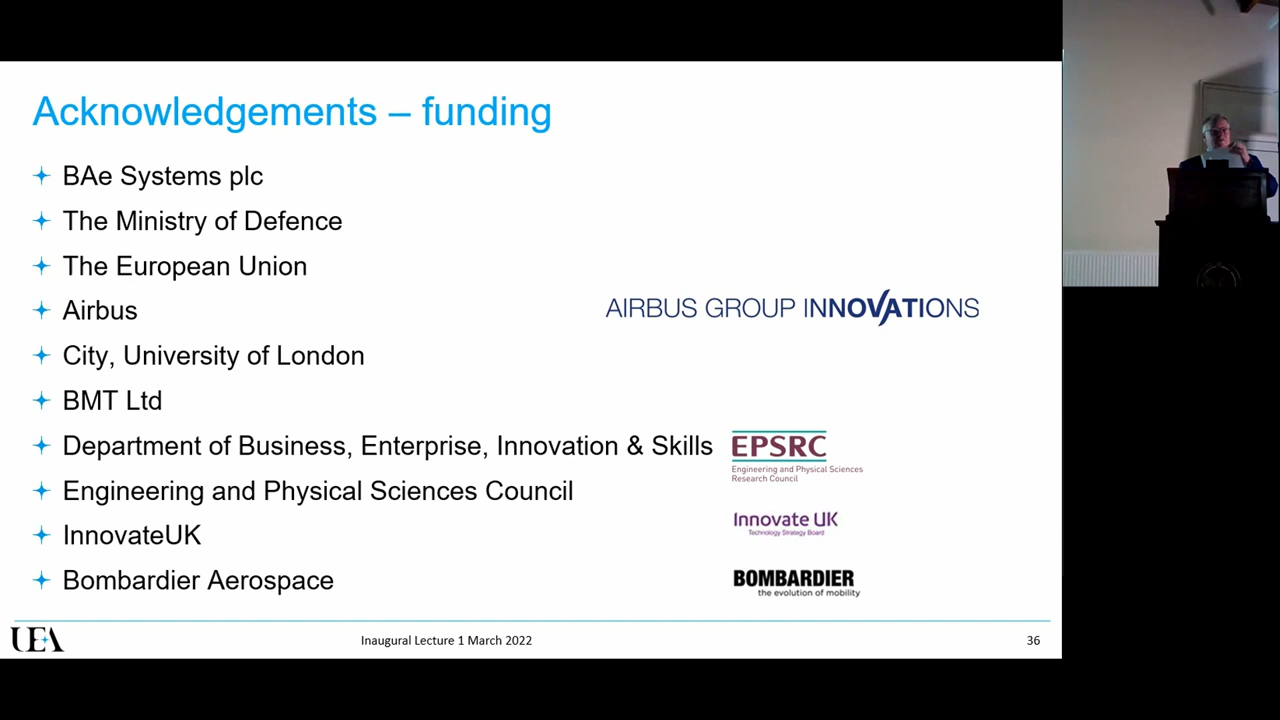 Acknowledgements – funding
BAe Systems plc
The Ministry of Defence
The European Union
Airbus
AIRBUS GROUP INNOVATIONS
City, University of London
BMT Ltd
Department of Business, Enterprise, Innovation & Skills
EPSRC
Engineering and Physical Sciences
Research Council
Engineering and Physical Sciences Council
InnovateUK
Innovate UK
Technology Strategy Board
Bombardier Aerospace
BOMBARDIER
the evolution of mobility
UEA
Inaugural Lecture 1 March 2022
36